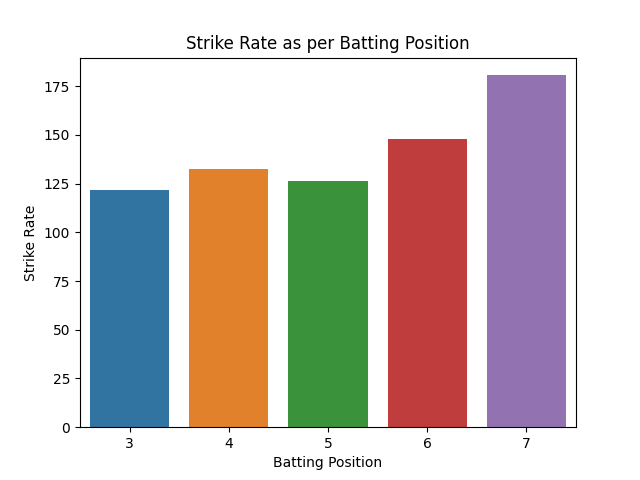 Strike Rate as per Batting Position
175
150
125
100
75
50
25
0
Strike Rate
3 4 5 6 7
Batting Position